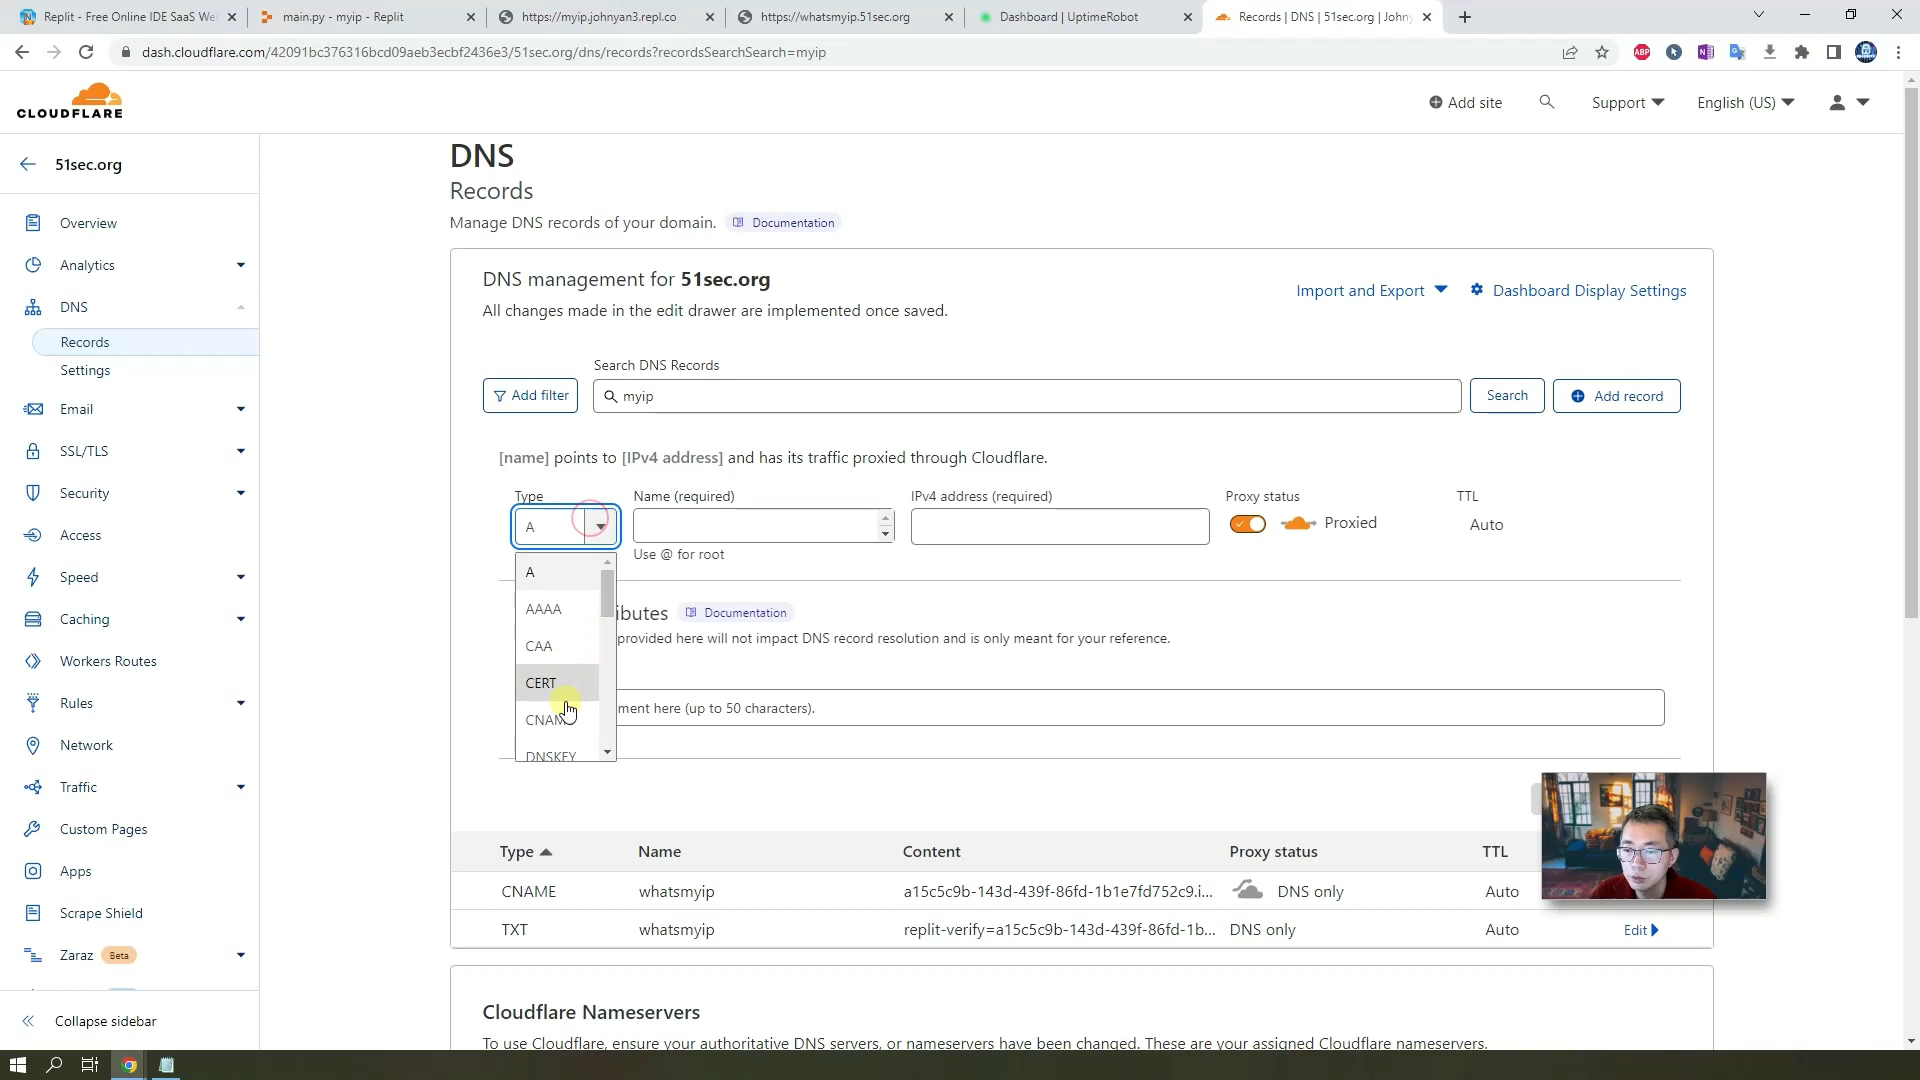 Replit - Free Online IDE SaaS We
main.py - myip - Replit
https://myip.johnyan3.repl.co
https://whatsmyip.51sec.org
Dashboard | UptimeRobot
Records | DNS | 51sec.org | Johny
dash.cloudflare.com/42091bc376316bcd09aeb3ecbf2436e3/51sec.org/dns/records?recordsSearchSearch=myip
ABP
CLOUDFLARE
Add site
Support
English (US)
51sec.org
Overview
Analytics
DNS
Records
Settings
Email
SSL/TLS
Security
Access
Speed
Caching
Workers Routes
Rules
Network
Traffic
Custom Pages
Apps
Scrape Shield
Zaraz Beta
Collapse sidebar
DNS
Records
Manage DNS records of your domain. Documentation
DNS management for 51sec.org
All changes made in the edit drawer are implemented once saved.
Import and Export
Dashboard Display Settings
Search DNS Records
Add filter
myip
Search
Add record
[name] points to [IPv4 address] and has its traffic proxied through Cloudflare.
Type
Name (required)
IPv4 address (required)
Proxy status
TTL
A
Proxied
Auto
Use @ for root
A
AAAA
CAA
CERT
CNAM
DNSKEY
ibutes Documentation
provided here will not impact DNS record resolution and is only meant for your reference.
ment here (up to 50 characters).
Type Name Content Proxy status TTL
CNAME whatsmyip a15c5c9b-143d-439f-86fd-1b1e7fd752c9.i... DNS only Auto
TXT whatsmyip replit-verify=a15c5c9b-143d-439f-86fd-1b... DNS only Auto Edit
Cloudflare Nameservers
To use Cloudflare, ensure your authoritative DNS servers, or nameservers have been changed. These are your assigned Cloudflare nameservers.